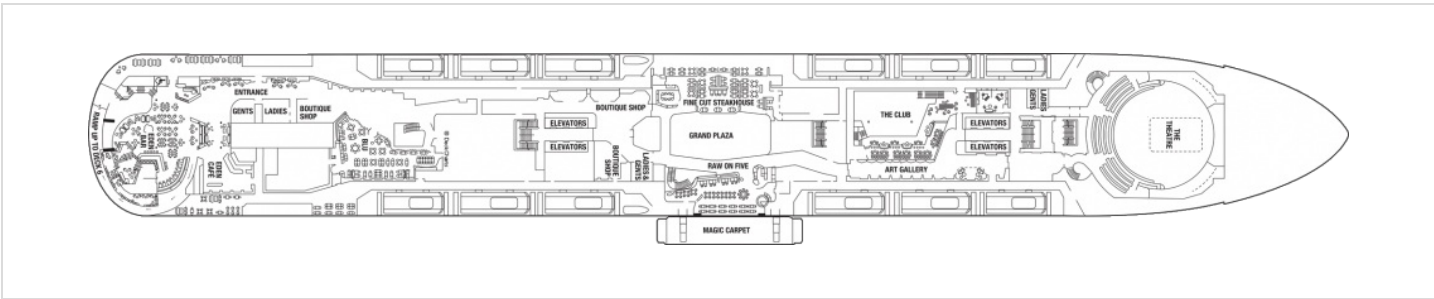 RAMP UP TO DECK 6
ENTRANCE
GENTS
LADIES
BOUTIQUE
SHOP
EDEN
BAR
EDEN
CAFE
BLU
ELEVATORS
ELEVATORS
BOUTIQUE SHOP
BOUTIQUE
SHOP
LADIES &
GENTS
FINE CUT STEAKHOUSE
GRAND PLAZA
RAW ON FIVE
MAGIC CARPET
THE CLUB
ART GALLERY
ELEVATORS
ELEVATORS
LADIES
GENTS
THE
THEATRE